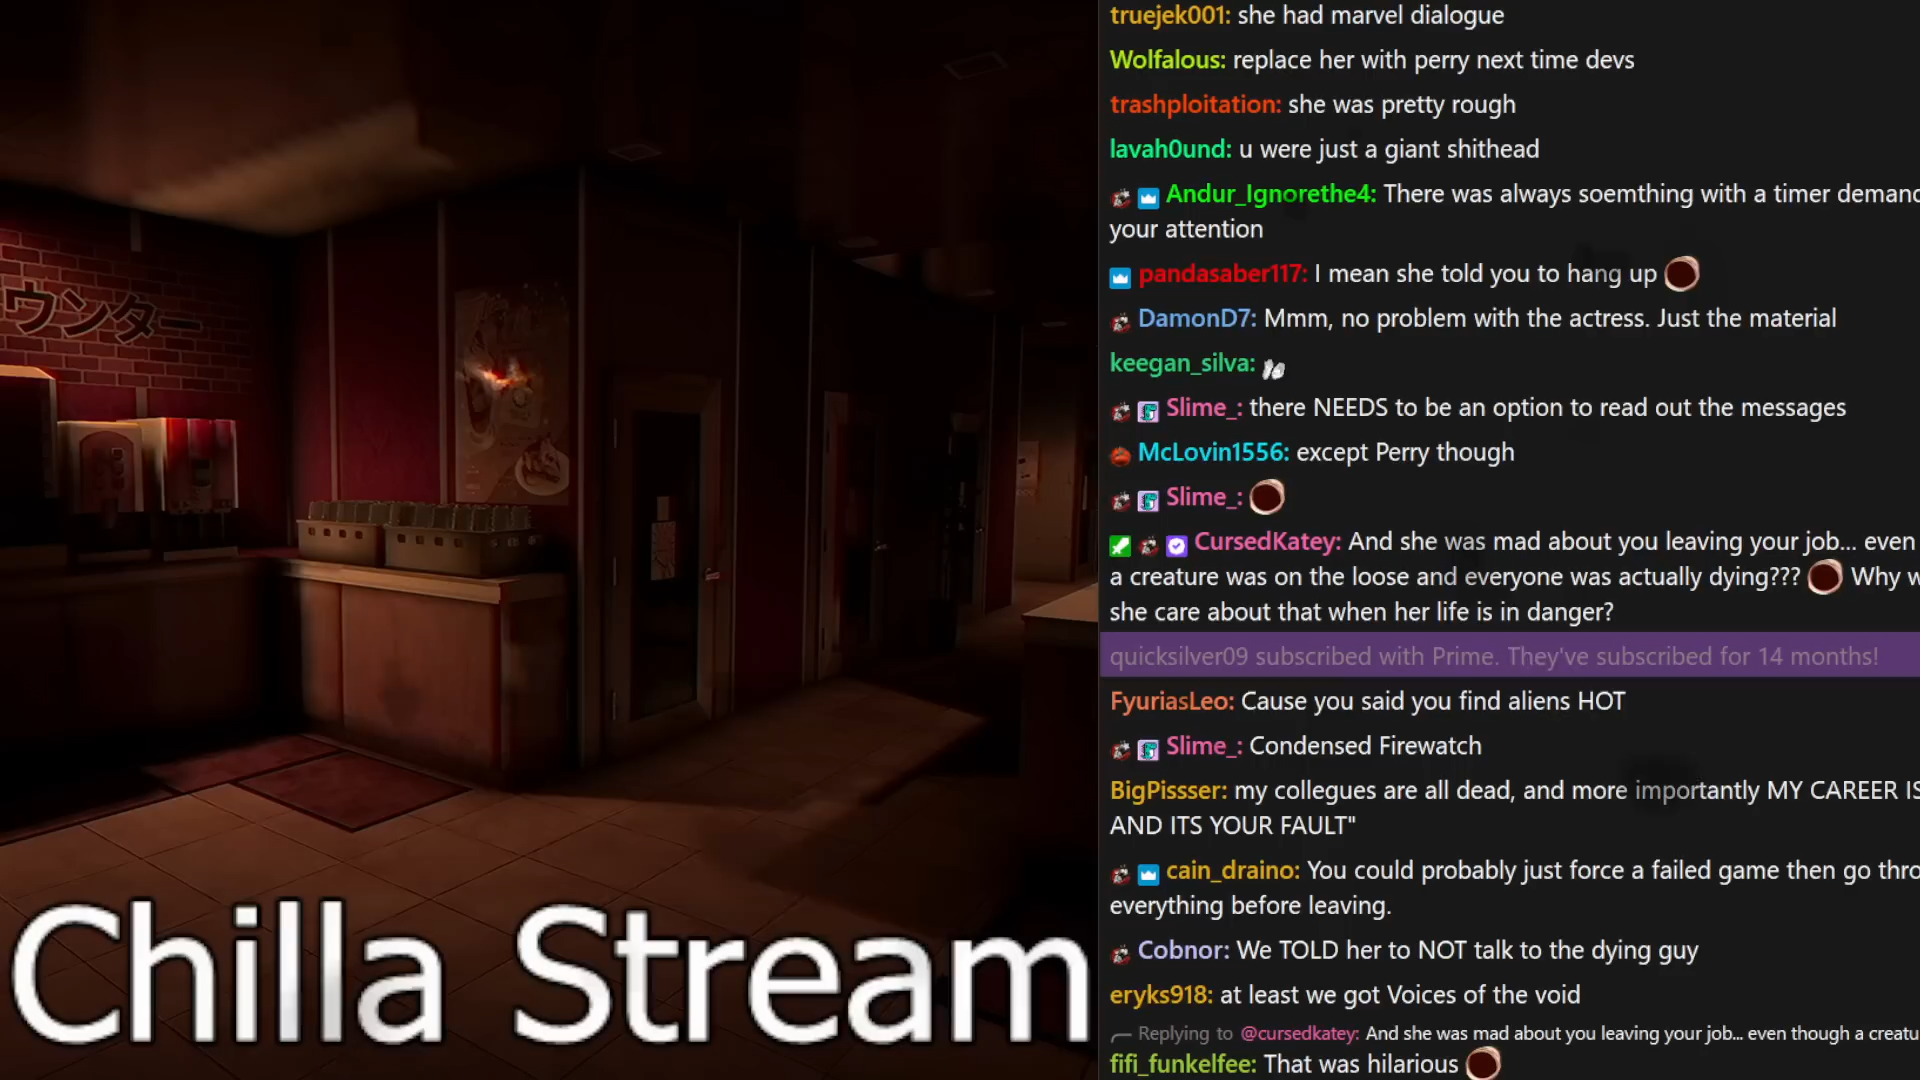 truejek001: she had marvel dialogue
Wolfalous: replace her with perry next time devs
trashploitation: she was pretty rough
lavah0und: u were just a giant shithead
Andur_Ignorethe4: There was always soemthing with a timer demand
your attention
pandasaber117: I mean she told you to hang up
DamonD7: Mmm, no problem with the actress. Just the material
keegan_silva:
Slime_: there NEEDS to be an option to read out the messages
McLovin1556: except Perry though
Slime_:
CursedKatey: And she was mad about you leaving your job... even
a creature was on the loose and everyone was actually dying??? Why w
she care about that when her life is in danger?
quicksilver09 subscribed with Prime. They've subscribed for 14 months!
FyuriasLeo: Cause you said you find aliens HOT
Slime_: Condensed Firewatch
BigPissser: my collegues are all dead, and more importantly MY CAREER IS
AND ITS YOUR FAULT"
cain_draino: You could probably just force a failed game then go thro
everything before leaving.
Cobnor: We TOLD her to NOT talk to the dying guy
eryks918: at least we got Voices of the void
Replying to @cursedkatey: And she was mad about you leaving your job... even though a creatu
fifi_funkelfee: That was hilarious
ウンター
Chilla Stream